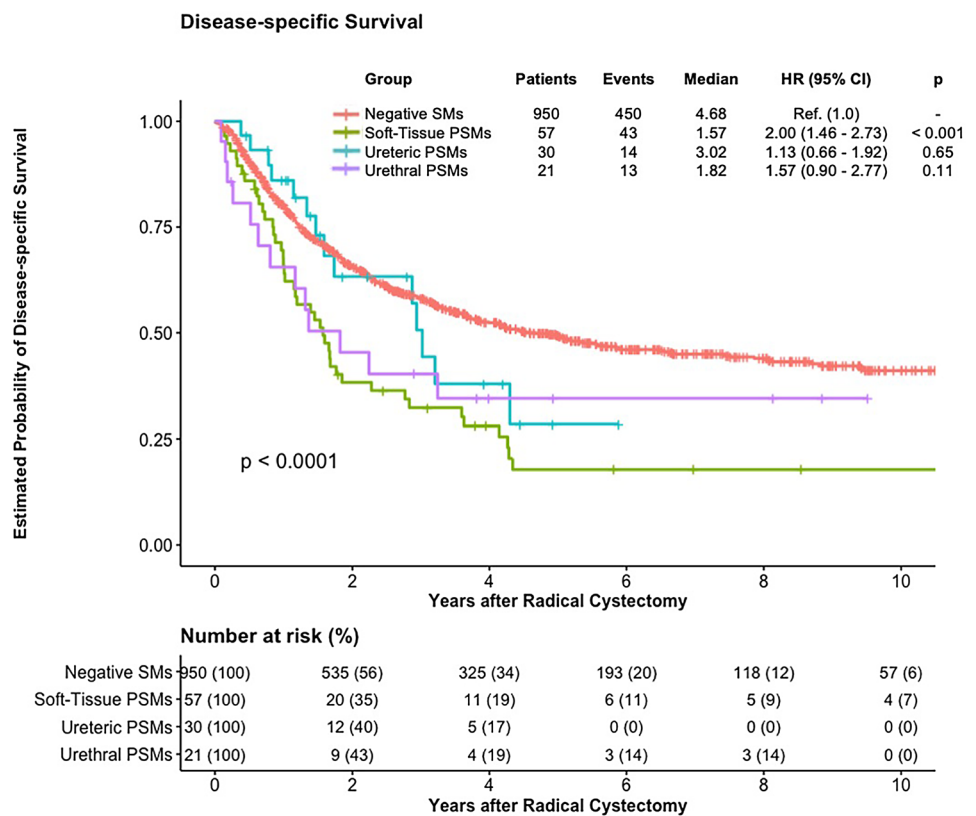 Disease-specific Survival
Group Patients Events Median HR (95% CI) p
Negative SMs 950 450 4.68 Ref. (1.0) -
Soft-Tissue PSMs 57 43 1.57 2.00 (1.46 - 2.73) < 0.001
Ureteric PSMs 30 14 3.02 1.13 (0.66 - 1.92) 0.65
Urethral PSMs 21 13 1.82 1.57 (0.90 - 2.77) 0.11
Estimated Probability of Disease-specific Survival
1.00
0.75
0.50
0.25
0.00
p < 0.0001
0 2 4 6 8 10
Years after Radical Cystectomy
Number at risk (%)
Negative SMs 950 (100) 535 (56) 325 (34) 193 (20) 118 (12) 57 (6)
Soft-Tissue PSMs 57 (100) 20 (35) 11 (19) 6 (11) 5 (9) 4 (7)
Ureteric PSMs 30 (100) 12 (40) 5 (17) 0 (0) 0 (0) 0 (0)
Urethral PSMs 21 (100) 9 (43) 4 (19) 3 (14) 3 (14) 0 (0)
0 2 4 6 8 10
Years after Radical Cystectomy